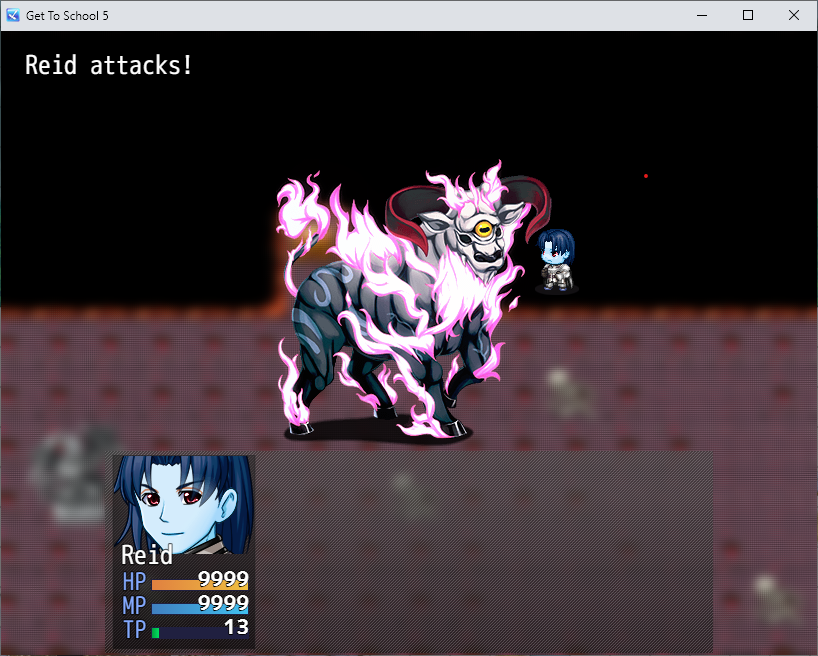 Get To School 5
Reid attacks!
Reid
HP 9999
MP 9999
TP 13